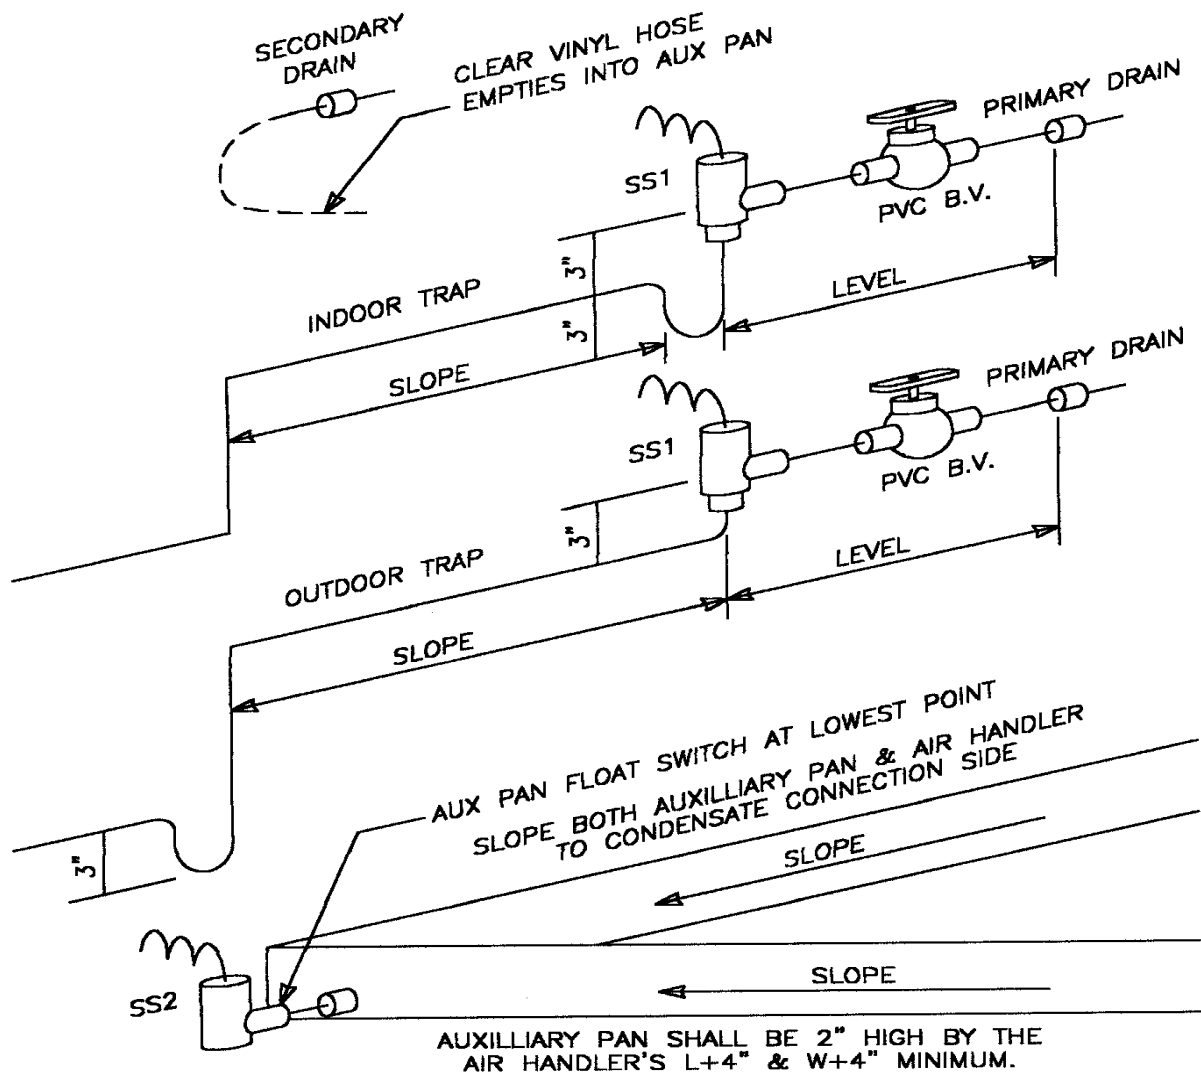 SECONDARY
DRAIN
CLEAR VINYL HOSE
EMPTIES INTO AUX PAN
PRIMARY DRAIN
SS1
PVC B.V.
3"
3"
LEVEL
INDOOR TRAP
SLOPE
PRIMARY DRAIN
SS1
PVC B.V.
3"
LEVEL
OUTDOOR TRAP
SLOPE
3"
AUX PAN FLOAT SWITCH AT LOWEST POINT
SLOPE BOTH AUXILLIARY PAN & AIR HANDLER
TO CONDENSATE CONNECTION SIDE
SLOPE
SS2
SLOPE
AUXILLIARY PAN SHALL BE 2" HIGH BY THE
AIR HANDLER'S L+4" & W+4" MINIMUM.